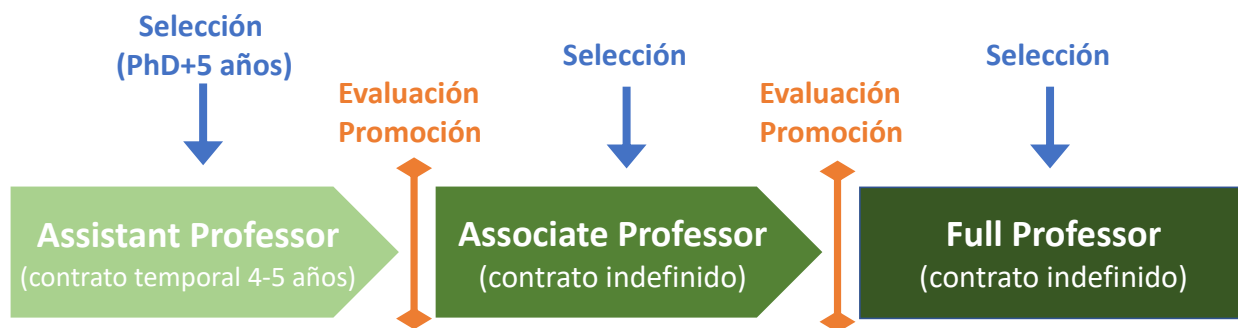 Selección
(PhD+5 años)
Evaluación
Promoción
Selección
Evaluación
Promoción
Selección
Assistant Professor
(contrato temporal 4-5 años)
Associate Professor
(contrato indefinido)
Full Professor
(contrato indefinido)